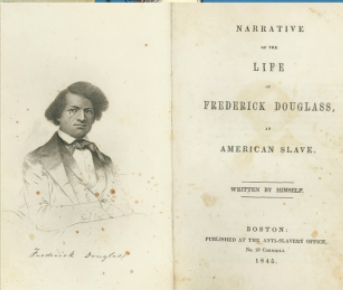 Frederick Douglass
NARRATIVE
OF THE
LIFE
OF
FREDERICK DOUGLASS,
AN
AMERICAN SLAVE.
WRITTEN BY HIMSELF.
BOSTON:
PUBLISHED AT THE ANTI-SLAVERY OFFICE,
No. 25 Cornhill
1845.